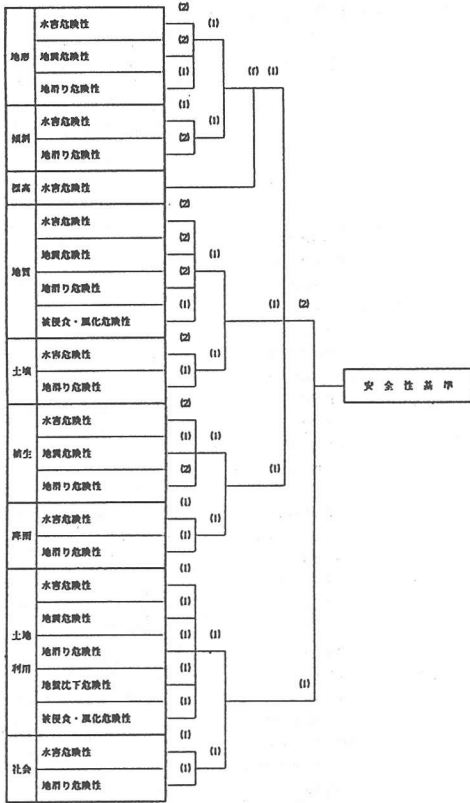 地形
水害危険性 (2)
地震危険性 (2)
地滑り危険性 (1)
(1)
傾斜
水害危険性 (1)
地滑り危険性 (2)
(1)
(1) (1)
標高
水害危険性
地質
水害危険性 (2)
地震危険性 (2)
地滑り危険性 (2)
被侵食・風化危険性 (1)
(1)
土壌
水害危険性 (2)
地滑り危険性 (1)
(1)
(1) (2)
植生
水害危険性 (2)
地震危険性 (1)
地滑り危険性 (2)
(1)
降雨
水害危険性 (1)
地滑り危険性 (1)
(1)
(1)
土地利用
水害危険性 (1)
地震危険性 (1)
地滑り危険性 (1)
地盤沈下危険性 (1)
被侵食・風化危険性 (1)
(1)
社会
水害危険性 (1)
地滑り危険性 (1)
(1)
(1)
安全性基準